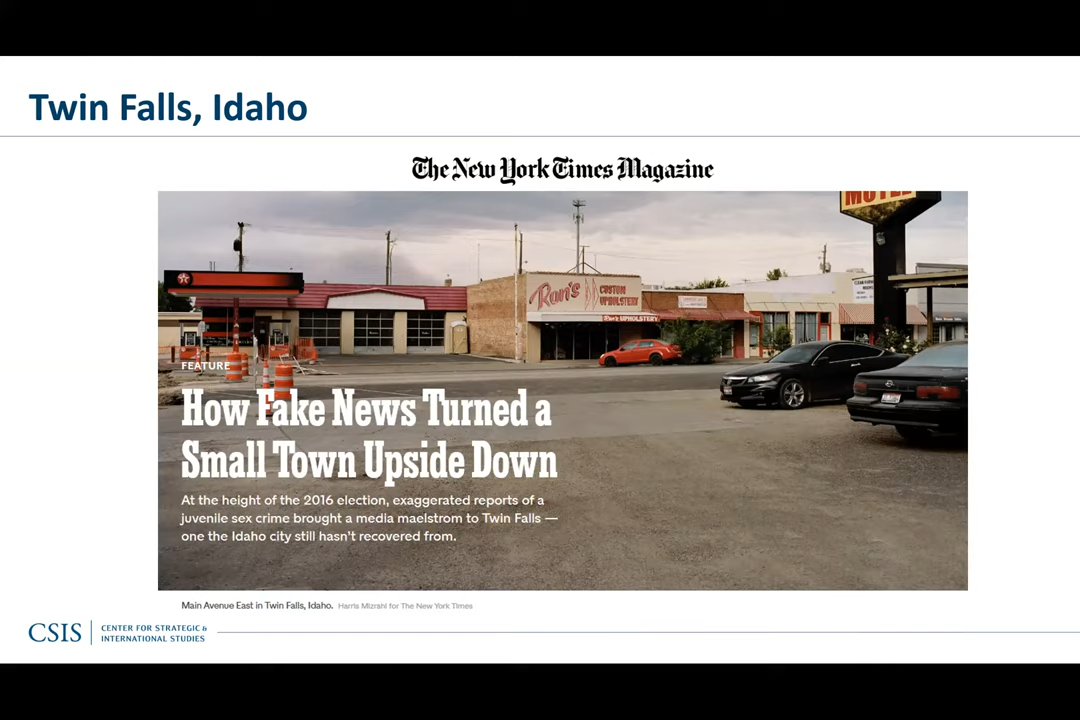 Twin Falls, Idaho
The New York Times Magazine
MOTEL
Ron's
CUSTOM
UPHOLSTERY
Ron's UPHOLSTERY
FEATURE
How Fake News Turned a
Small Town Upside Down
At the height of the 2016 election, exaggerated reports of a
juvenile sex crime brought a media maelstrom to Twin Falls —
one the Idaho city still hasn't recovered from.
Main Avenue East in Twin Falls, Idaho. Harris Mizrahi for The New York Times
CSIS
CENTER FOR STRATEGIC &
INTERNATIONAL STUDIES